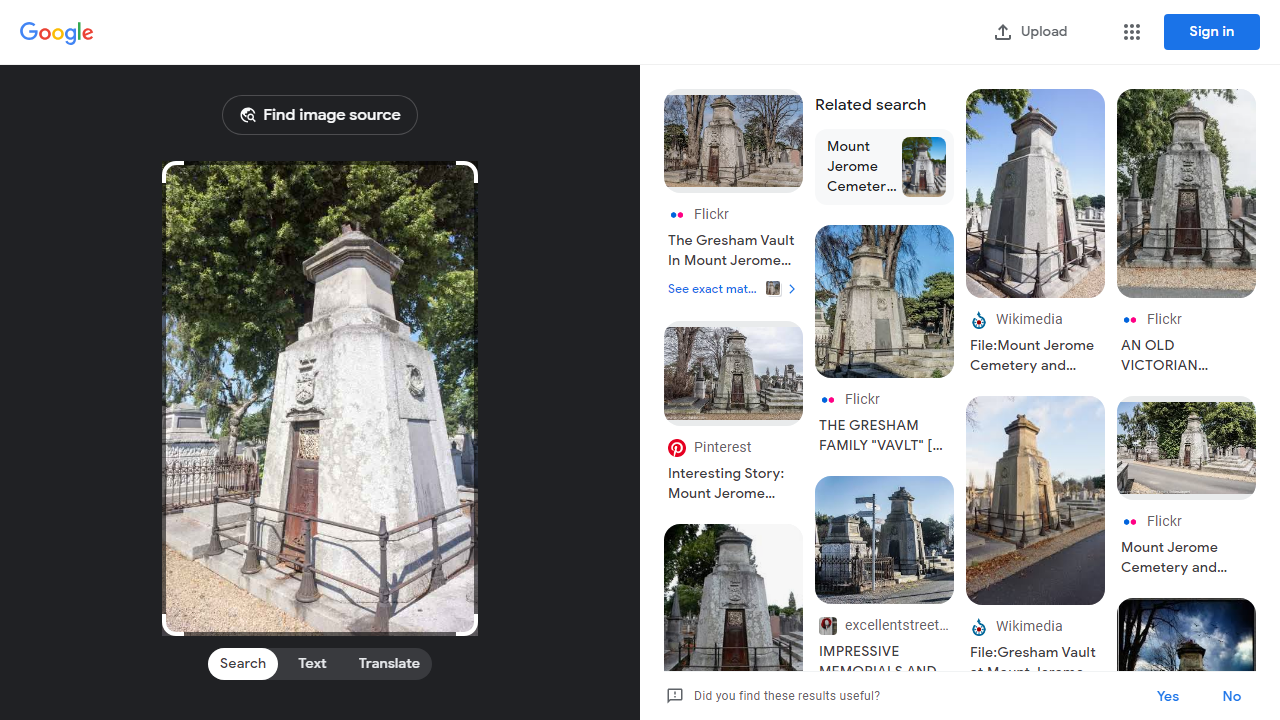 Google
Upload
Sign in
Find image source
Search
Text
Translate
Flickr
The Gresham Vault
In Mount Jerome...
See exact mat...
Pinterest
Interesting Story:
Mount Jerome...
Related search
Mount
Jerome
Cemeter...
Flickr
THE GRESHAM
FAMILY "VAVLT" [...
excellentstreet...
IMPRESSIVE
MEMORIALS AND
Wikimedia
File:Mount Jerome
Cemetery and...
Wikimedia
File:Gresham Vault
at Mount Jerome
Flickr
AN OLD
VICTORIAN...
Flickr
Mount Jerome
Cemetery and...
Did you find these results useful?
Yes
No